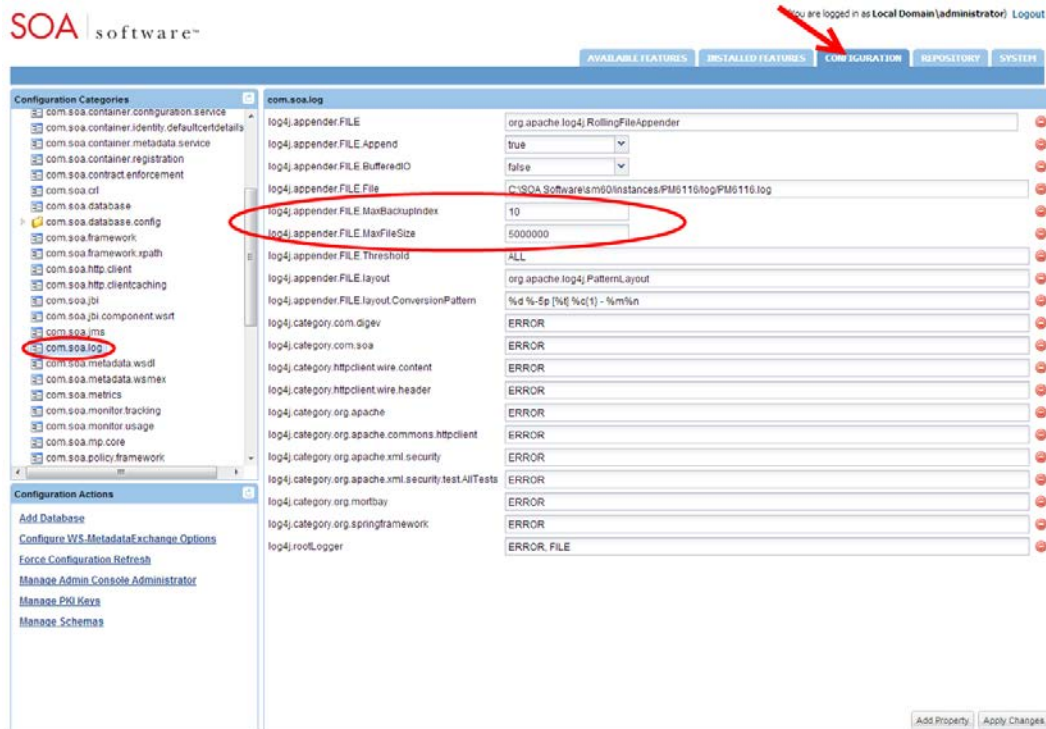 SOA software™
You are logged in as Local Domain\administrator) Logout
AVAILABLE FEATURES INSTALLED FEATURES CONFIGURATION REPOSITORY SYSTEM
Configuration Categories
com.soa.container.configuration.service
com.soa.container.identity.defaultcertdetails
com.soa.container.metadata.service
com.soa.container.registration
com.soa.contract.enforcement
com.soa.crl
com.soa.database
com.soa.database.config
com.soa.framework
com.soa.framework.xpath
com.soa.http.client
com.soa.http.clientcaching
com.soa.jbi
com.soa.jbi.component.wsrt
com.soa.jms
com.soa.log
com.soa.metadata.wsdl
com.soa.metadata.wsmex
com.soa.metrics
com.soa.monitor.tracking
com.soa.monitor.usage
com.soa.mp.core
com.soa.policy.framework
Configuration Actions
Add Database
Configure WS-MetadataExchange Options
Force Configuration Refresh
Manage Admin Console Administrator
Manage PKI Keys
Manage Schemas
com.soa.log
log4j.appender.FILE org.apache.log4j.RollingFileAppender
log4j.appender.FILE.Append true
log4j.appender.FILE.BufferedIO false
log4j.appender.FILE.File C:\SOA Software\sm60/instances/PM6116/log/PM6116.log
log4j.appender.FILE.MaxBackupIndex 10
log4j.appender.FILE.MaxFileSize 5000000
log4j.appender.FILE.Threshold ALL
log4j.appender.FILE.layout org.apache.log4j.PatternLayout
log4j.appender.FILE.layout.ConversionPattern %d %-5p [%t] %c{1} - %m%n
log4j.category.com.digev ERROR
log4j.category.com.soa ERROR
log4j.category.httpclient.wire.content ERROR
log4j.category.httpclient.wire.header ERROR
log4j.category.org.apache ERROR
log4j.category.org.apache.commons.httpclient ERROR
log4j.category.org.apache.xml.security ERROR
log4j.category.org.apache.xml.security.test.AllTests ERROR
log4j.category.org.mortbay ERROR
log4j.category.org.springframework ERROR
log4j.rootLogger ERROR, FILE
Add Property Apply Changes